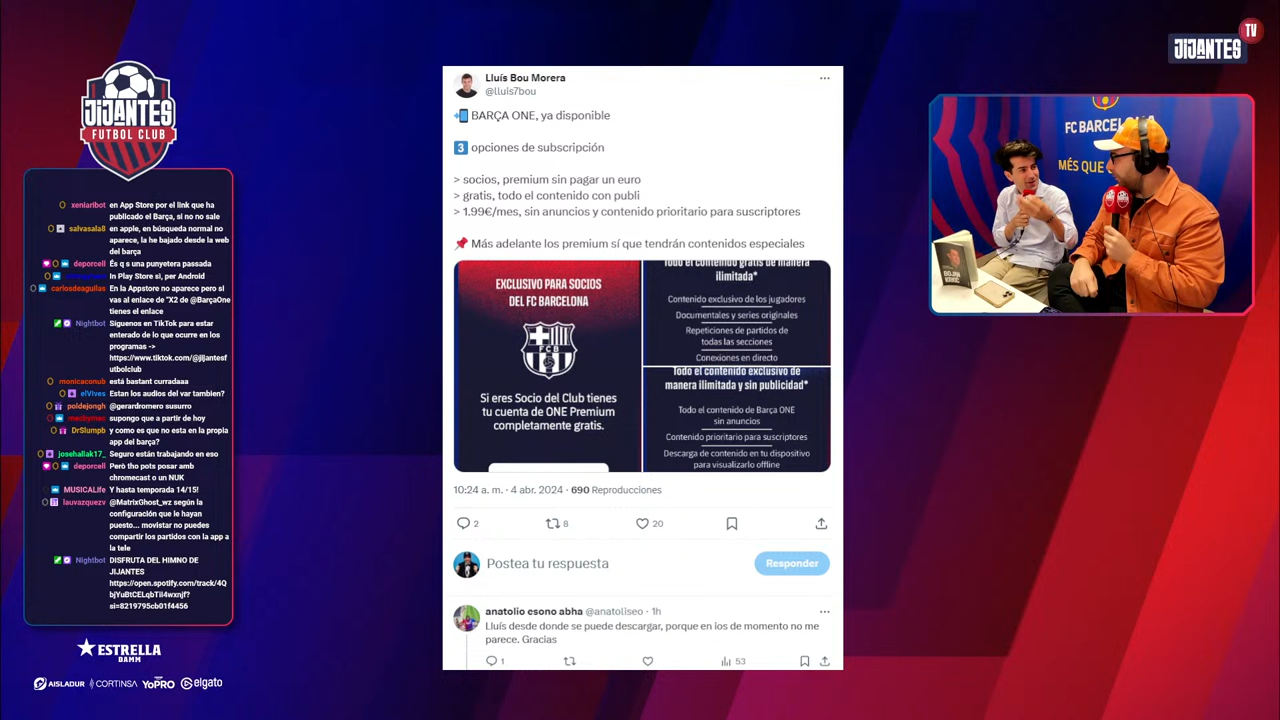 JIJANTES
FUTBOL CLUB
xenlaribot en App Store por el link que ha
publicado el Barça, si no no sale
salvasala8 en apple, en búsqueda normal no
aparece, la he bajado desde la web
del barça
deporcell És q s una punyetera passada
In Play Store sì, per Android
carlosdeaguilas En la Appstore no aparece pero si
vas al enlace de "X2 de @BarçaOne
tienes el enlace
Nightbot Síguenos en TikTok para estar
enterado de lo que ocurre en los
programas ->
https://www.tiktok.com/@jijantesf
utbolclub
monicaconub está bastant curradaaa
elVives Estan los audios del var tambien?
poldejongh @gerardromero susurro
supongo que a partir de hoy
DrSlumpb y como es que no esta en la propia
app del barça?
josehallak17_ Seguro están trabajando en eso
deporcell Però tho pots posar amb
chromecast o un NUK
MUSICALife Y hasta temporada 14/15!
lauvazquezv @MatrixGhost_wz según la
configuración que le hayan
puesto... movistar no puedes
compartir los partidos con la app a
la tele
Nightbot DISFRUTA DEL HIMNO DE
JIJANTES
https://open.spotify.com/track/4Q
bjYuBtCELqbTii4wxnjf?
si=8219795cb01f4456
ESTRELLA
DAMM
AISLADUR CORTINSA YoPRO elgato
Lluís Bou Morera
@lluis7bou
BARÇA ONE, ya disponible
3 opciones de subscripción
> socios, premium sin pagar un euro
> gratis, todo el contenido con publi
> 1.99€/mes, sin anuncios y contenido prioritario para suscriptores
Más adelante los premium sí que tendrán contenidos especiales
EXCLUSIVO PARA SOCIOS
DEL FC BARCELONA
FCB
Si eres Socio del Club tienes
tu cuenta de ONE Premium
completamente gratis.
Todo el contenido gratis de manera
ilimitada*
Contenido exclusivo de los jugadores
Documentales y series originales
Repeticiones de partidos de
todas las secciones
Conexiones en directo
Todo el contenido exclusivo de
manera ilimitada y sin publicidad*
Todo el contenido de Barça ONE
sin anuncios
Contenido prioritario para suscriptores
Descarga de contenido en tu dispositivo
para visualizarlo offline
10:24 a. m. · 4 abr. 2024 · 690 Reproducciones
2 8 20
Postea tu respuesta
Responder
anatolio esono abha @anatoliseo · 1h
Lluís desde donde se puede descargar, porque en ios de momento no me
parece. Gracias
1 53
JIJANTES
TV
FC BARCELONA
MÉS QUE
BOJAN
KRKIĆ